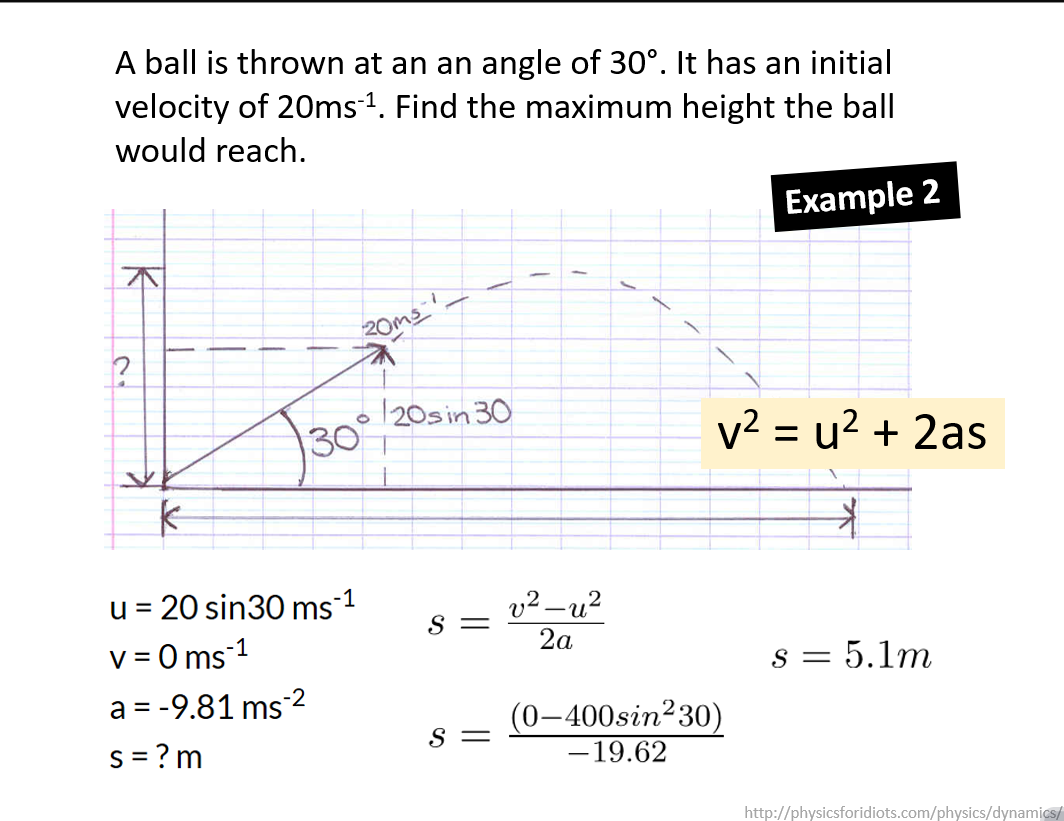 A ball is thrown at an an angle of 30°. It has an initial
velocity of 20ms⁻¹. Find the maximum height the ball
would reach.
Example 2
20ms⁻¹
?
30°
20sin30
v² = u² + 2as
u = 20 sin30 ms⁻¹
v = 0 ms⁻¹
a = -9.81 ms⁻²
s = ? m
s = v²−u² / 2a
s = (0−400sin²30) / −19.62
s = 5.1m
http://physicsforidiots.com/physics/dynamics/